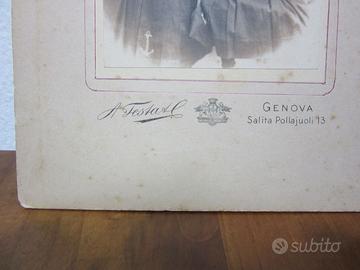 A. Testa & C.
GENOVA
Salita Pollajuoli 13
subito